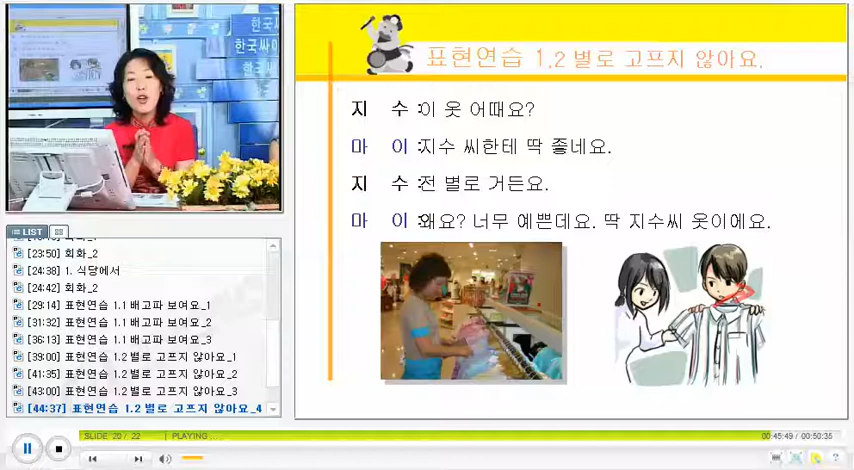 한국싸
한국싸이
한국싸
표현연습 1.2 별로 고프지 않아요.
지 수 :이 옷 어때요?
마 이 :지수 씨한테 딱 좋네요.
지 수 :전 별로 거든요.
마 이 :왜요? 너무 예쁜데요. 딱 지수씨 옷이에요.
LIST
[23:50] 회화_2
[24:38] 1. 식당에서
[24:42] 회화_2
[29:14] 표현연습 1.1 배고파 보여요_1
[31:32] 표현연습 1.1 배고파 보여요_2
[36:13] 표현연습 1.1 배고파 보여요_3
[39:00] 표현연습 1.2 별로 고프지 않아요_1
[41:35] 표현연습 1.2 별로 고프지 않아요_2
[43:00] 표현연습 1.2 별로 고프지 않아요_3
[44:37] 표현연습 1.2 별로 고프지 않아요_4
SLIDE 20 / 22 PLAYING ....
00:45:49 / 00:50:35